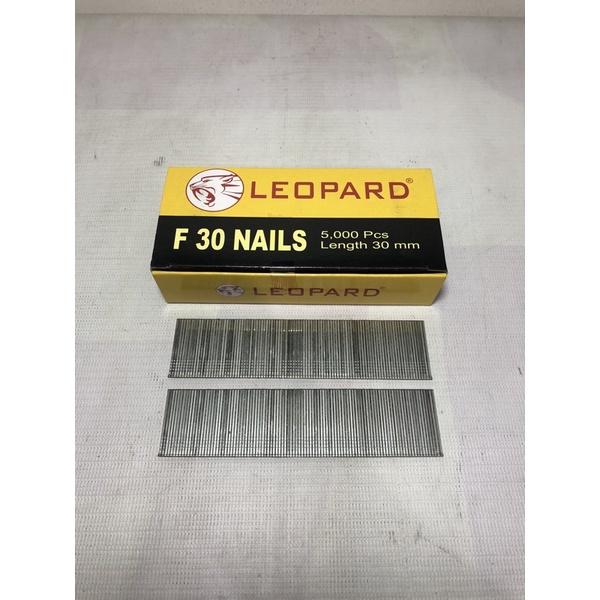 LEOPARD®
F 30 NAILS
5,000 Pcs
Length 30 mm
LEOPARD®